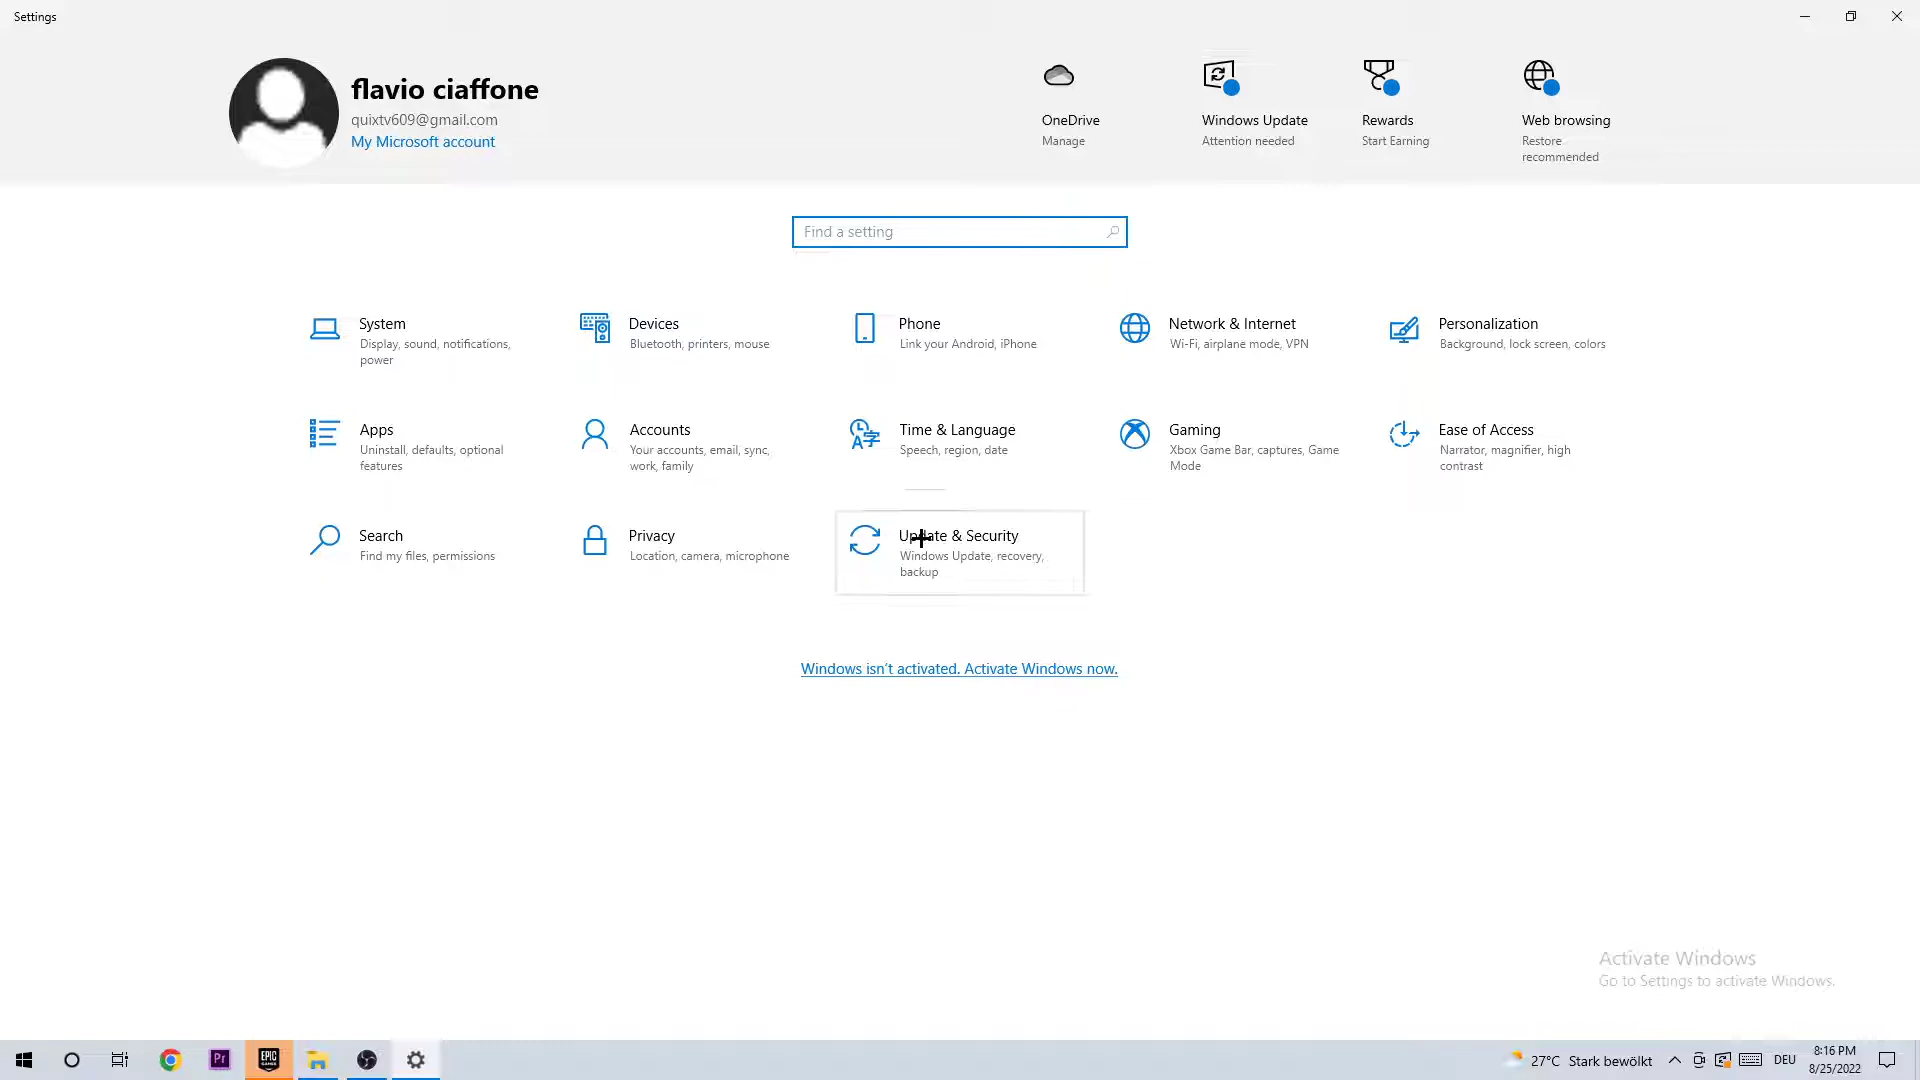 Settings
flavio ciaffone
quixtv609@gmail.com
My Microsoft account
OneDrive
Manage
Windows Update
Attention needed
Rewards
Start Earning
Web browsing
Restore
recommended
Find a setting
System
Display, sound, notifications,
power
Devices
Bluetooth, printers, mouse
Phone
Link your Android, iPhone
Network & Internet
Wi-Fi, airplane mode, VPN
Personalization
Background, lock screen, colors
Apps
Uninstall, defaults, optional
features
Accounts
Your accounts, email, sync,
work, family
Time & Language
Speech, region, date
Gaming
Xbox Game Bar, captures, Game
Mode
Ease of Access
Narrator, magnifier, high
contrast
Search
Find my files, permissions
Privacy
Location, camera, microphone
Update & Security
Windows Update, recovery,
backup
Windows isn't activated. Activate Windows now.
Activate Windows
Go to Settings to activate Windows.
Pr
EPIC
GAMES
27°C Stark bewölkt
DEU
8:16 PM
8/25/2022